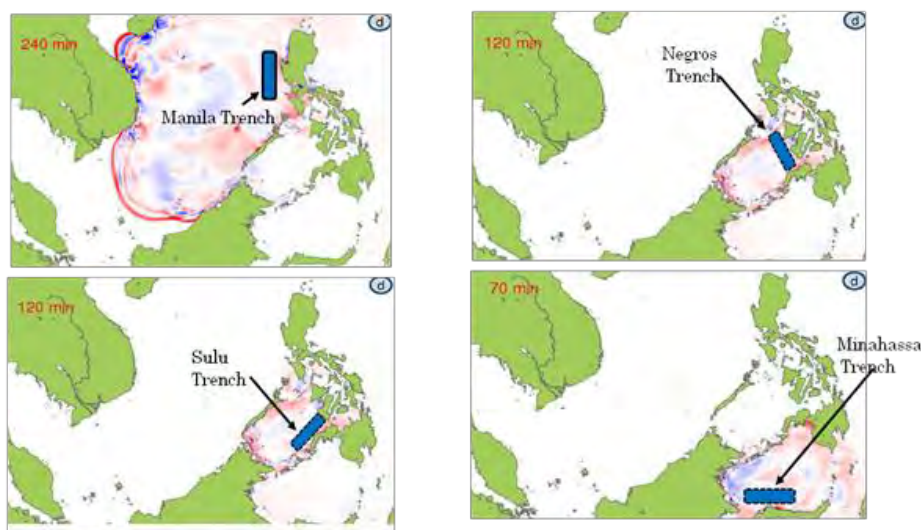 240 min
d
Manila Trench
120 min
d
Negros
Trench
120 min
d
Sulu
Trench
70 min
d
Minahassa
Trench